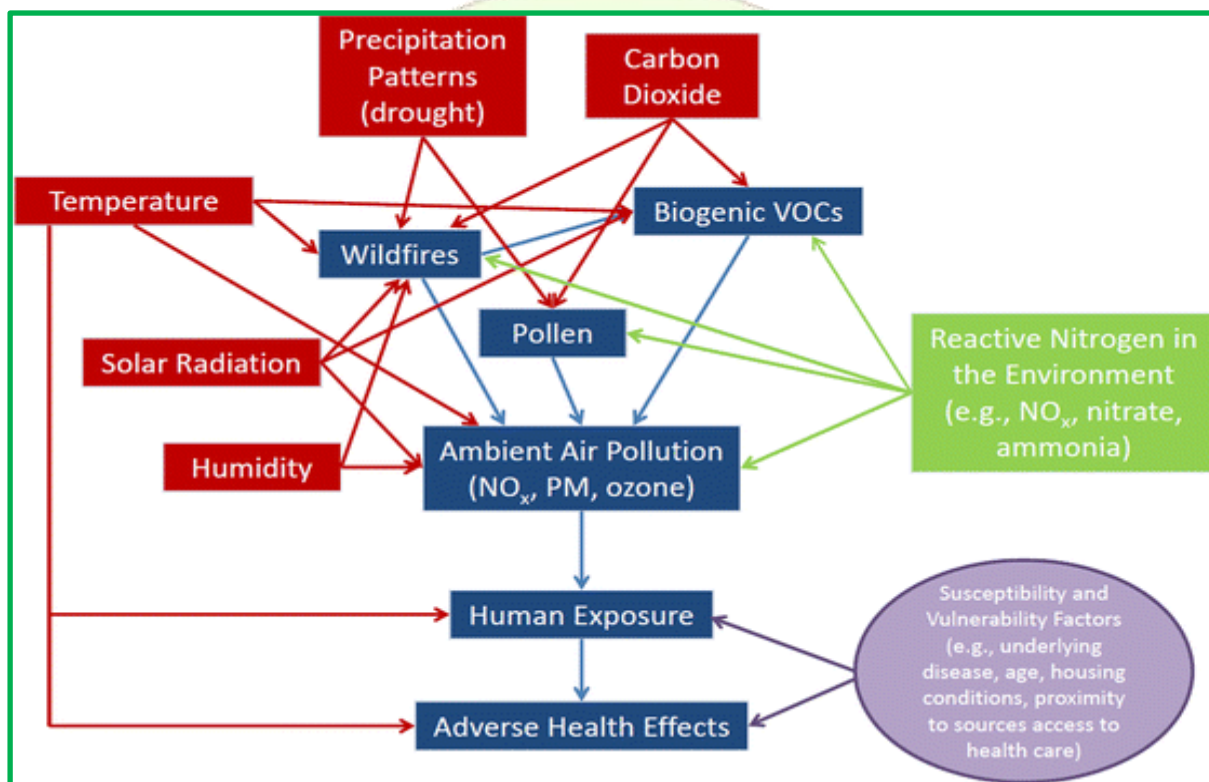 Precipitation
Patterns
(drought)
Carbon
Dioxide
Temperature
Biogenic VOCs
Wildfires
Pollen
Solar Radiation
Reactive Nitrogen in
the Environment
(e.g., NOₓ, nitrate,
ammonia)
Humidity
Ambient Air Pollution
(NOₓ, PM, ozone)
Human Exposure
Susceptibility and
Vulnerability Factors
(e.g., underlying
disease, age, housing
conditions, proximity
to sources access to
health care)
Adverse Health Effects